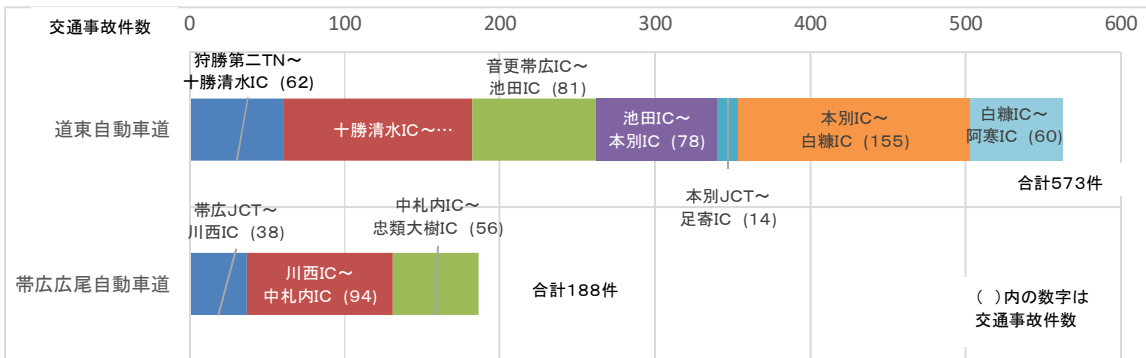 交通事故件数
0 100 200 300 400 500 600
狩勝第二TN～
十勝清水IC (62)
音更帯広IC～
池田IC (81)
道東自動車道
十勝清水IC～…
池田IC～
本別IC (78)
本別IC～
白糠IC (155)
白糠IC～
阿寒IC (60)
合計573件
本別JCT～
足寄IC (14)
帯広JCT～
川西IC (38)
中札内IC～
忠類大樹IC (56)
帯広広尾自動車道
川西IC～
中札内IC (94)
合計188件
( )内の数字は
交通事故件数